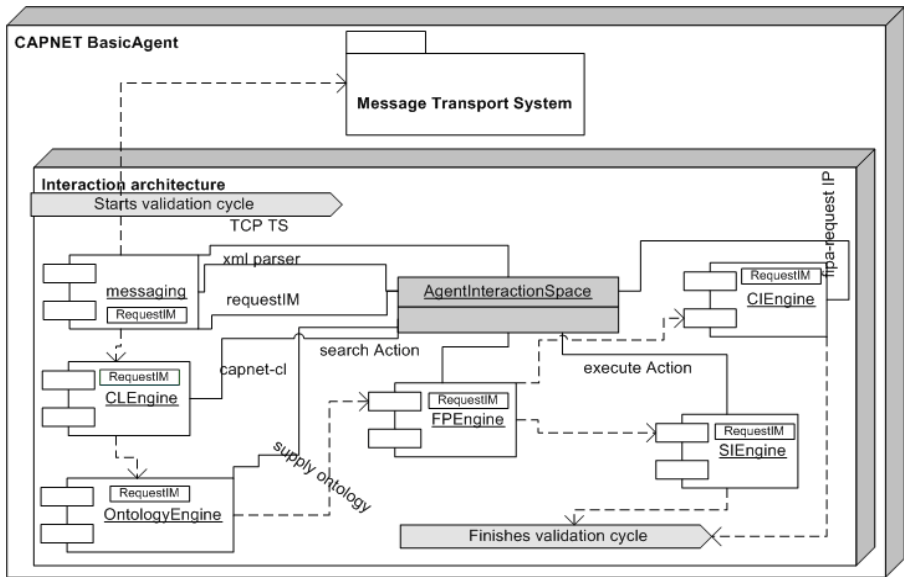 CAPNET BasicAgent
Message Transport System
Interaction architecture
Starts validation cycle
TCP TS
xml parser
messaging
RequestIM
requestIM
AgentInteractionSpace
fipa-request IP
RequestIM
CIEngine
search Action
capnet-cl
execute Action
RequestIM
CLEngine
RequestIM
FPEngine
RequestIM
SIEngine
supply ontology
RequestIM
OntologyEngine
Finishes validation cycle